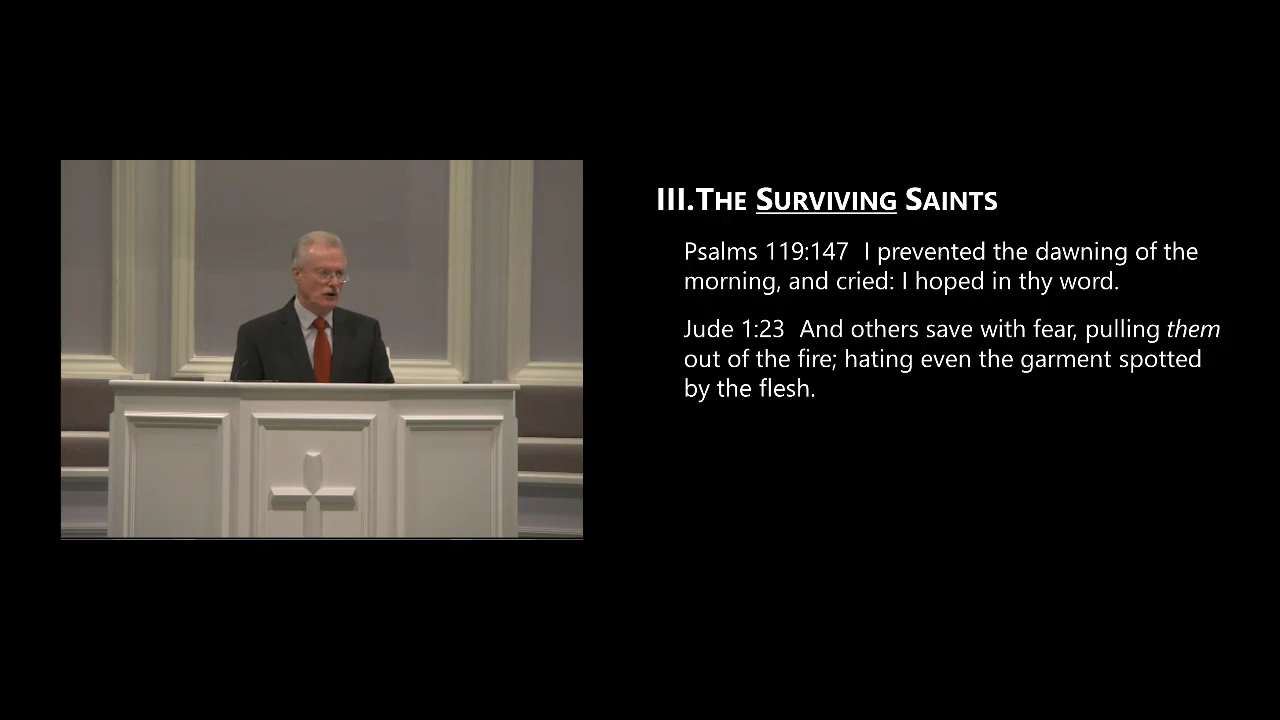 III.THE SURVIVING SAINTS
Psalms 119:147 I prevented the dawning of the
morning, and cried: I hoped in thy word.
Jude 1:23 And others save with fear, pulling them
out of the fire; hating even the garment spotted
by the flesh.